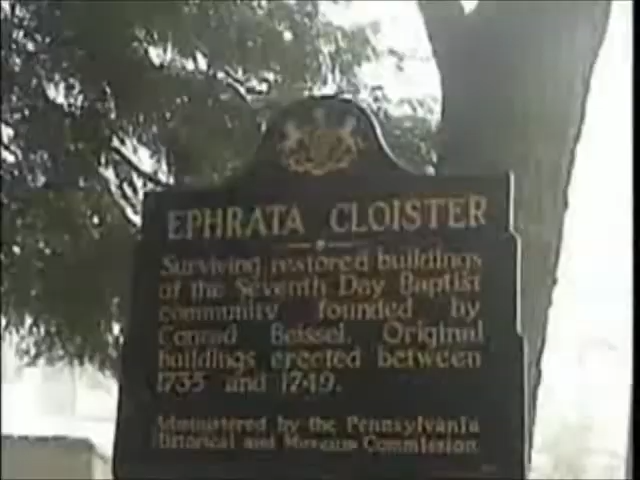 EPHRATA CLOISTER
Surviving restored buildings
of the Seventh Day Baptist
community founded by
Conrad Beissel. Original
buildings erected between
1735 and 1749.
Administered by the Pennsylvania
Historical and Museum Commission.